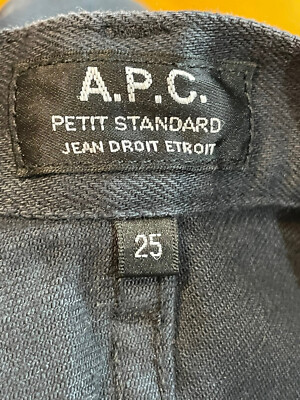 A.P.C.
PETIT STANDARD
JEAN DROIT ETROIT
25